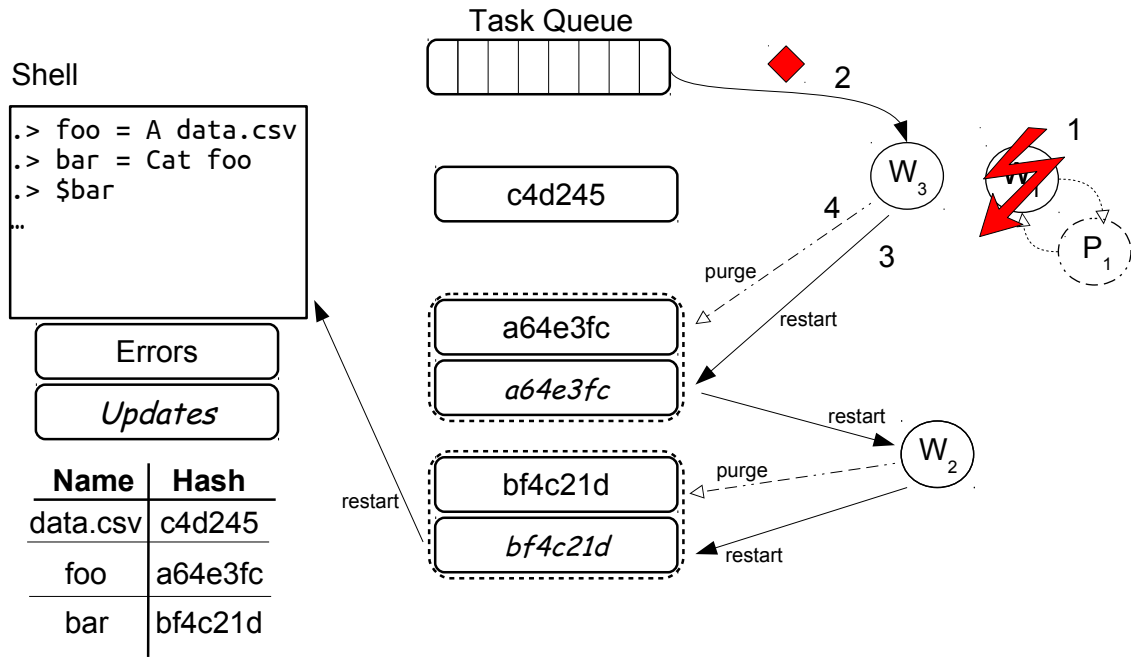 Task Queue
Shell
.> foo = A data.csv
.> bar = Cat foo
.> $bar
…
2
1
W3
c4d245
4
3
P1
purge
a64e3fc
restart
Errors
a64e3fc
Updates
restart
W2
Name Hash
purge
bf4c21d
restart
data.csv c4d245
bf4c21d
restart
foo a64e3fc
bar bf4c21d